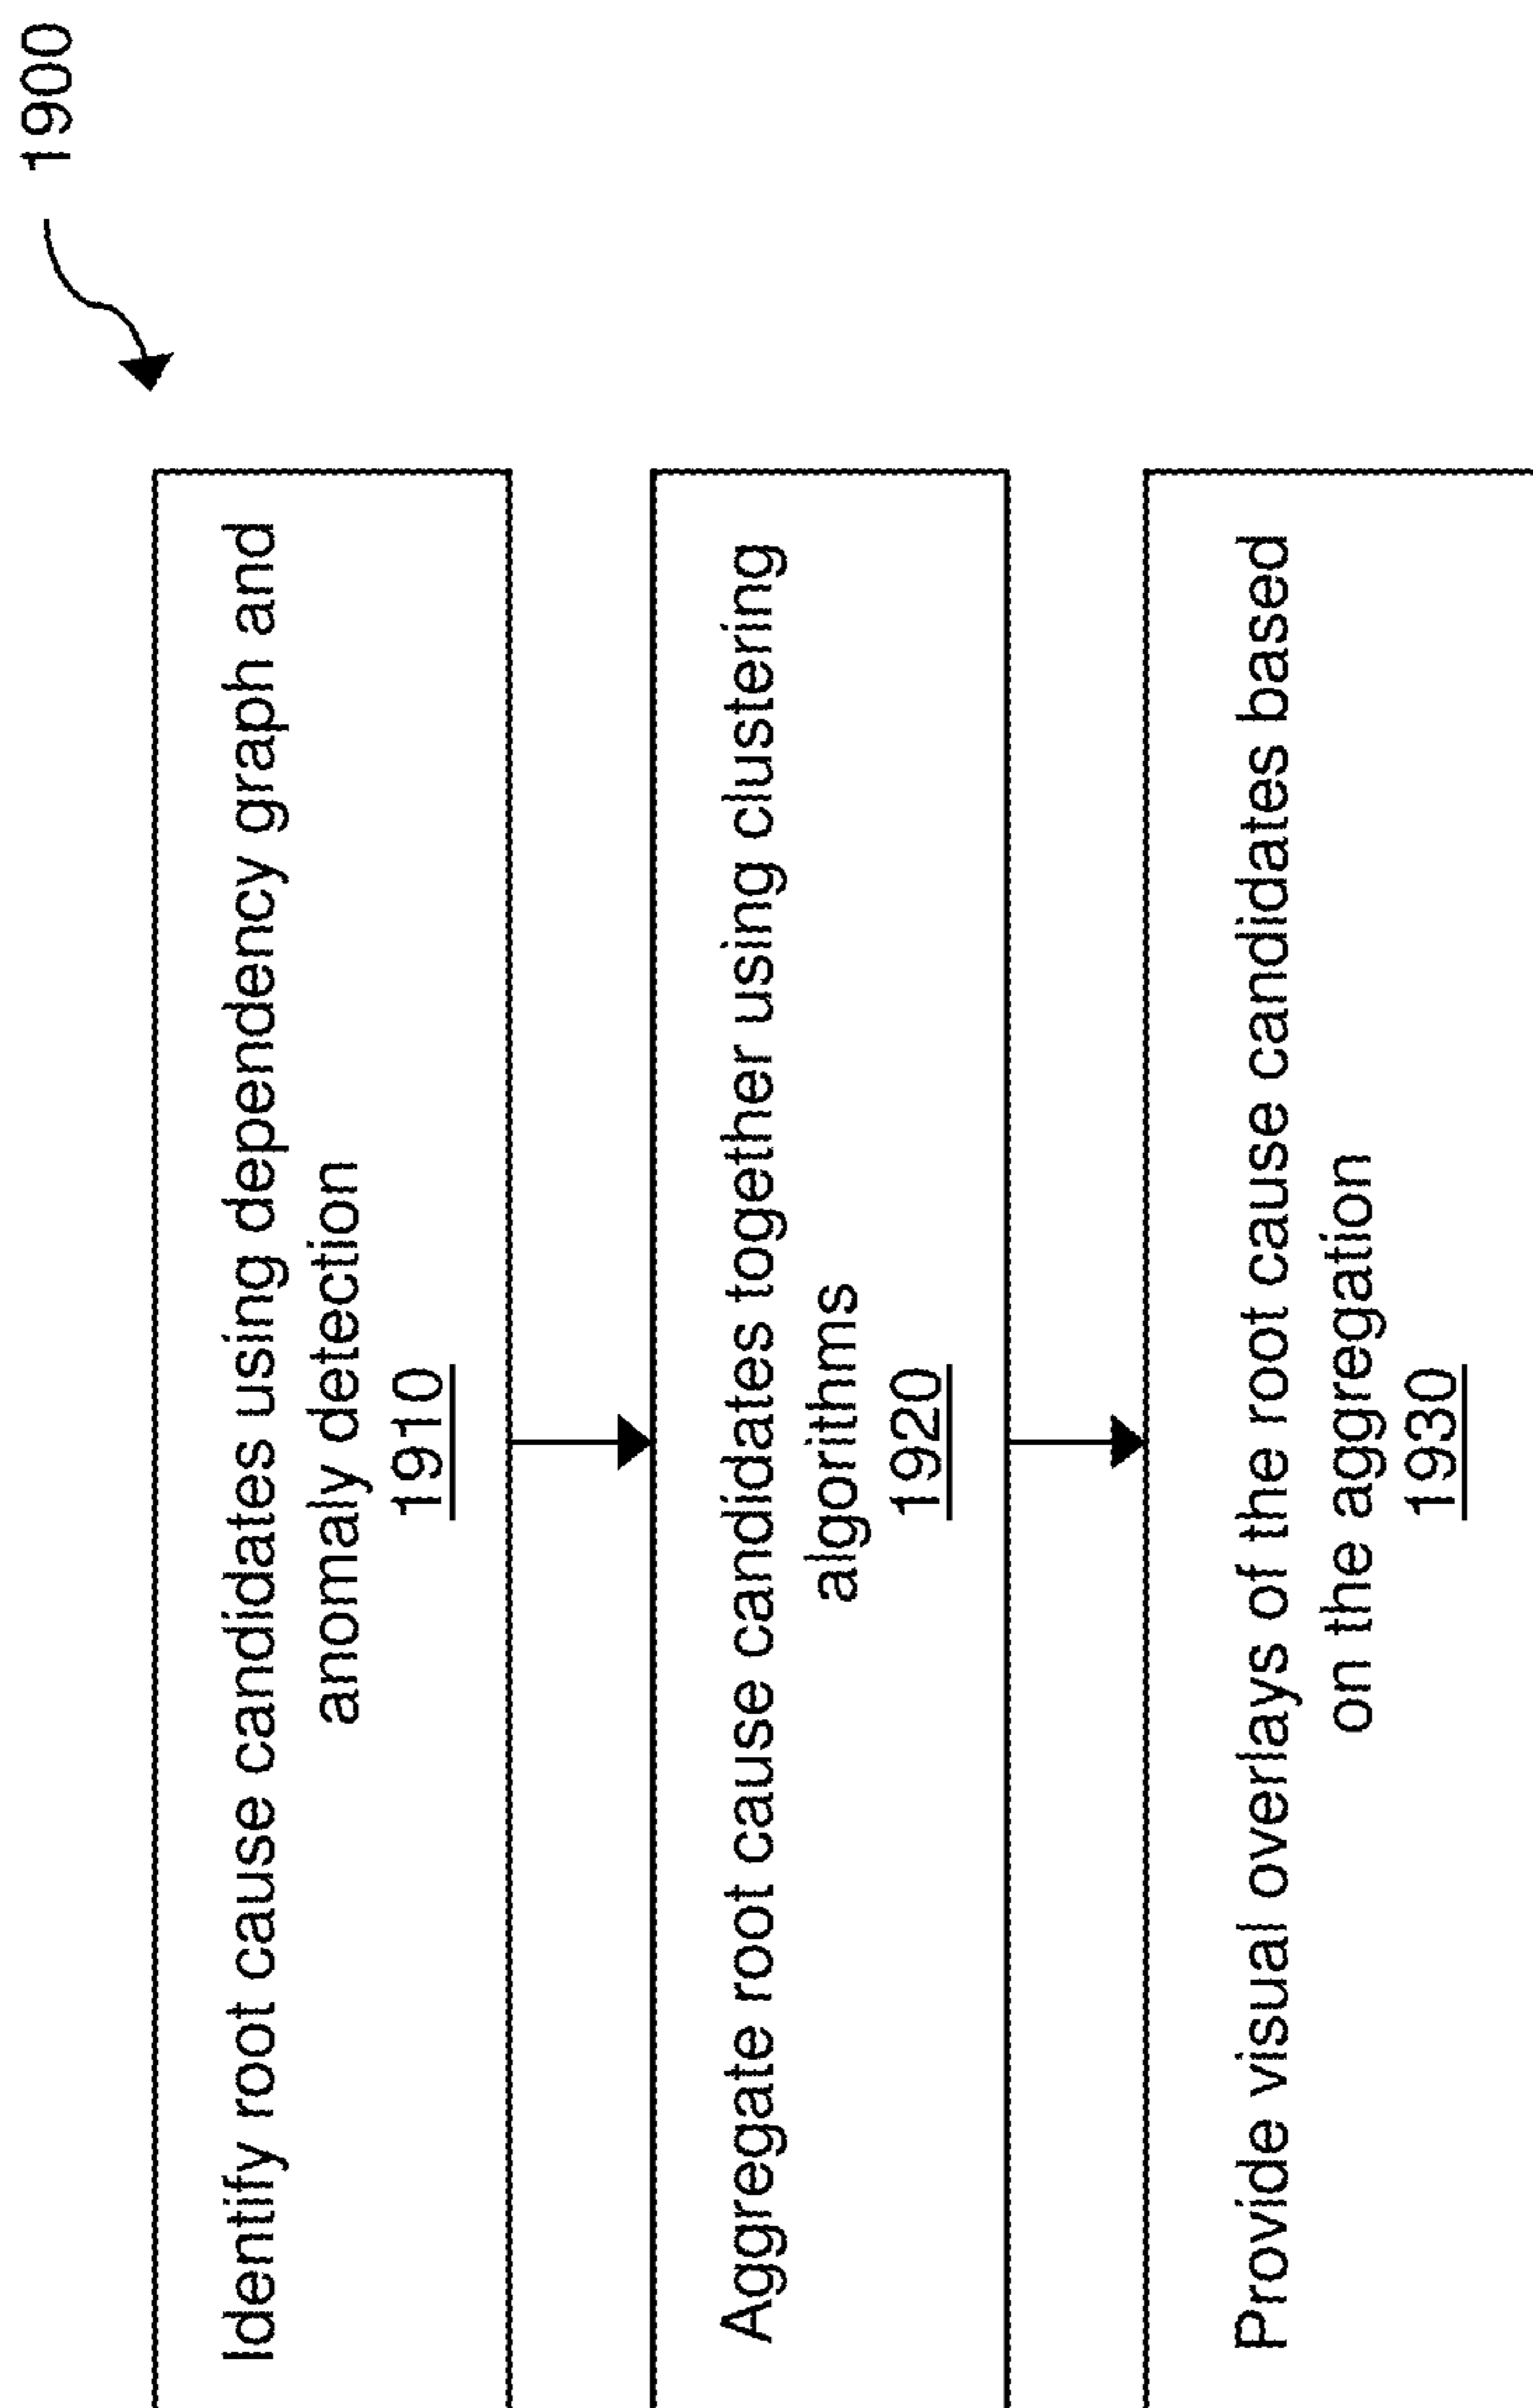 1900
Identify root cause candidates using dependency graph and
anomaly detection
1910
Aggregate root cause candidates together using clustering
algorithms
1920
Provide visual overlays of the root cause candidates based
on the aggregation
1930